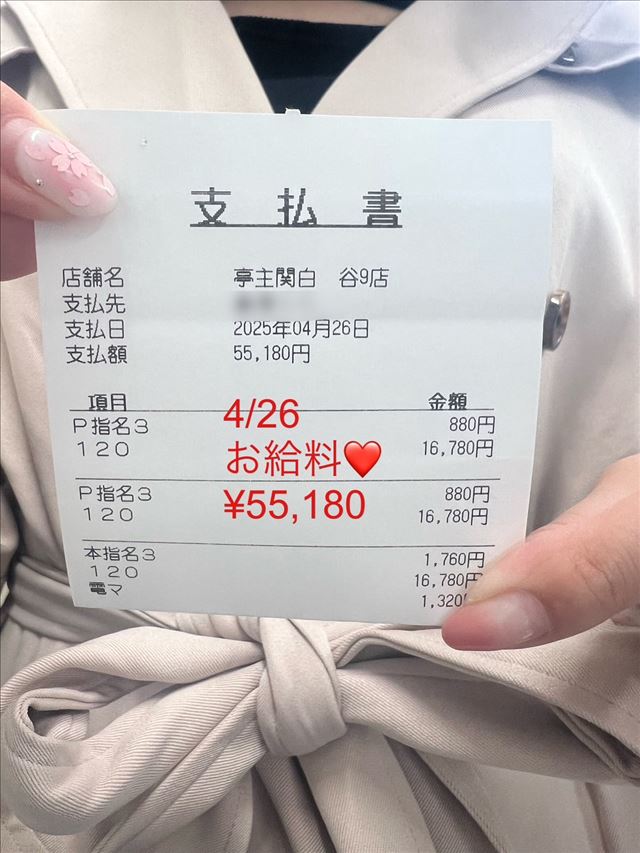 支払書
店舗名 亭主関白 谷9店
支払先
支払日 2025年04月26日
支払額 55,180円
項目 金額
P指名3 880円
120 16,780円
P指名3 880円
120 16,780円
本指名3 1,760円
120 16,780円
電マ 1,320
4/26
お給料❤️
¥55,180